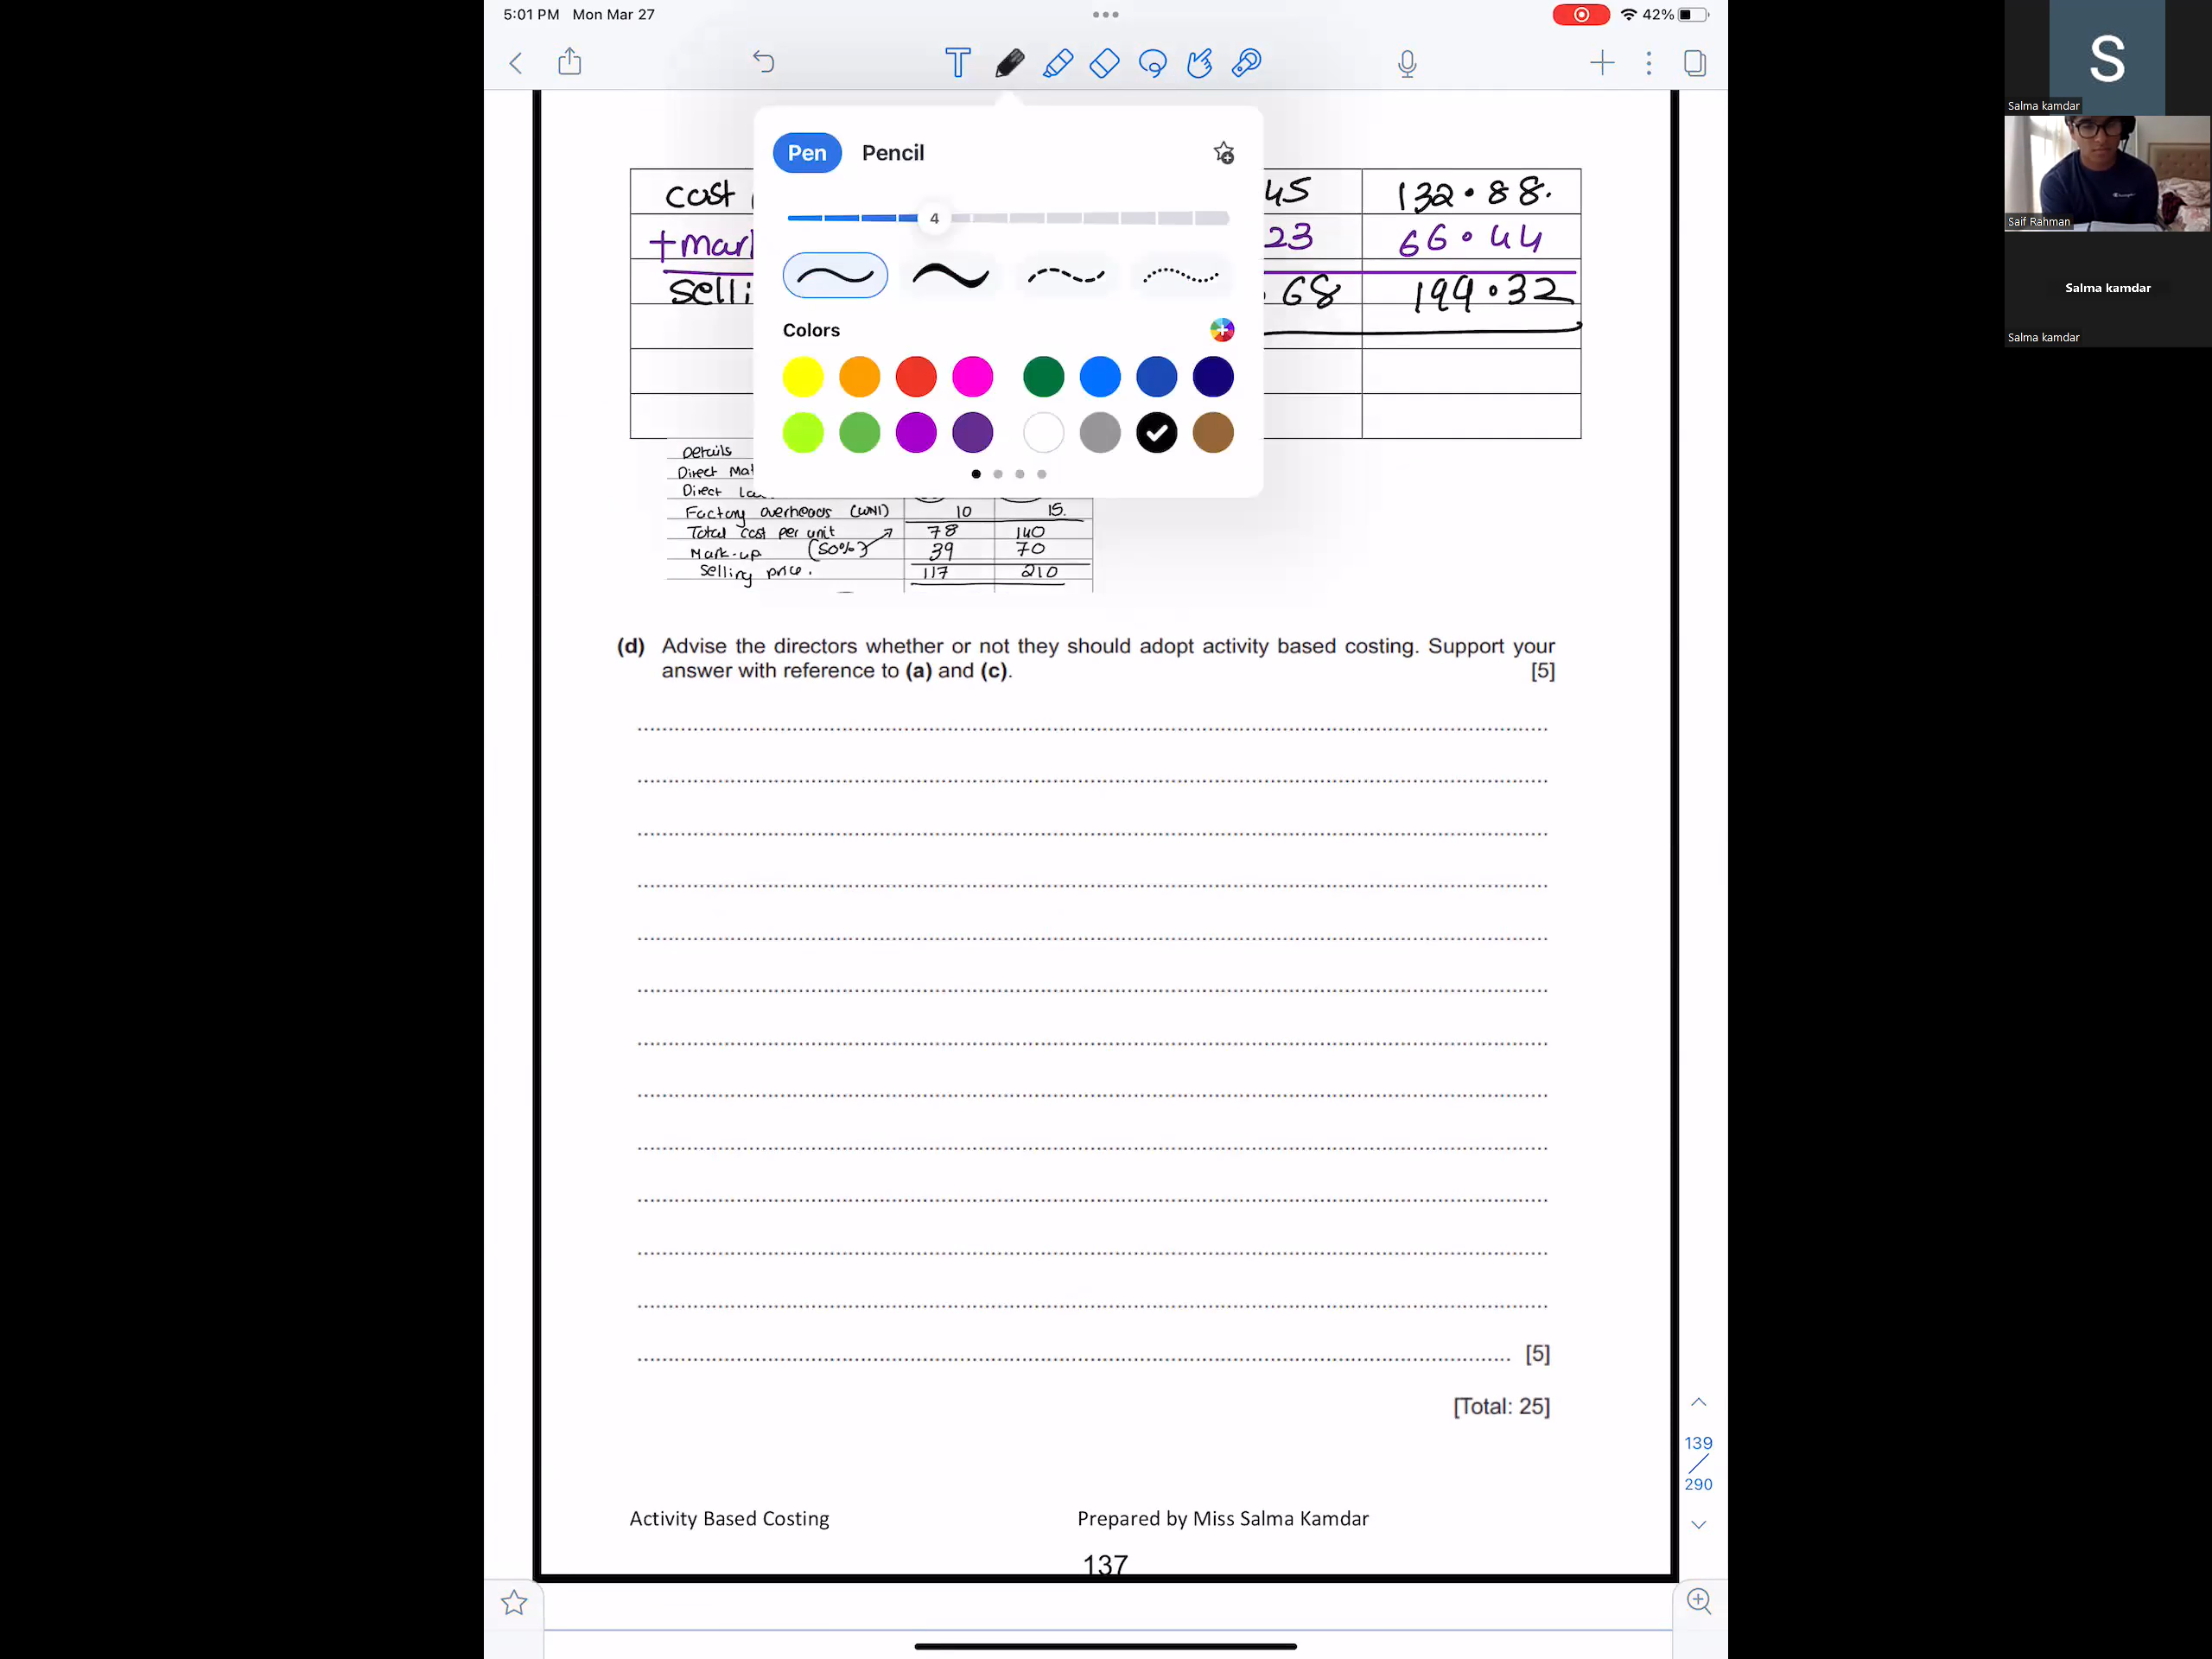 5:01 PM Mon Mar 27
42%
T
Pen Pencil
4
Colors
cost 45 132.88.
+mar 23 66.44
selli .68 199.32
Details
Direct Mat
Direct La
Factory overheads (WN1) 10 15.
Total cost per unit 78 140
Mark-up (50%) 39 70
Selling price. 117 210
(d) Advise the directors whether or not they should adopt activity based costing. Support your
answer with reference to (a) and (c). [5]
[5]
[Total: 25]
Activity Based Costing Prepared by Miss Salma Kamdar
137
139
290
S
Salma kamdar
Saif Rahman
Salma kamdar
Salma kamdar